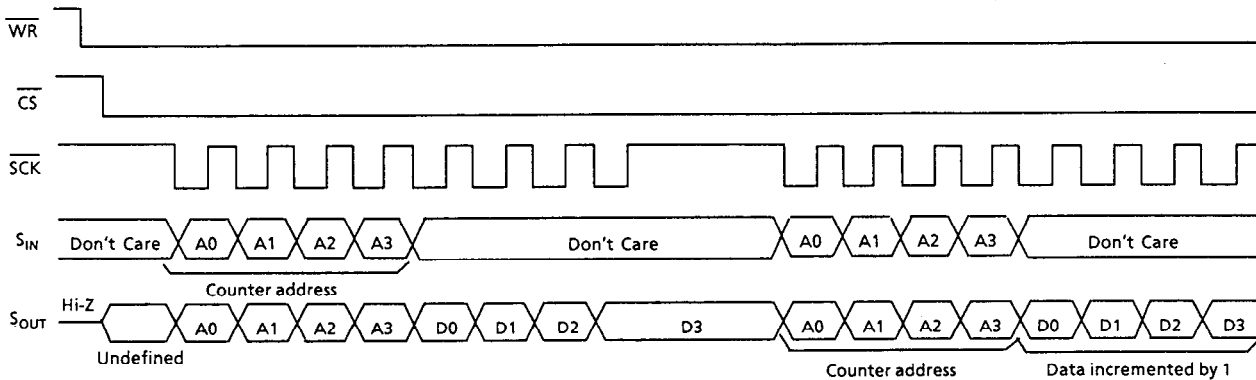 WR
CS
SCK
SIN Don't Care A0 A1 A2 A3 Don't Care A0 A1 A2 A3 Don't Care
Counter address
SOUT Hi-Z A0 A1 A2 A3 D0 D1 D2 D3 A0 A1 A2 A3 D0 D1 D2 D3
Undefined
Counter address Data incremented by 1